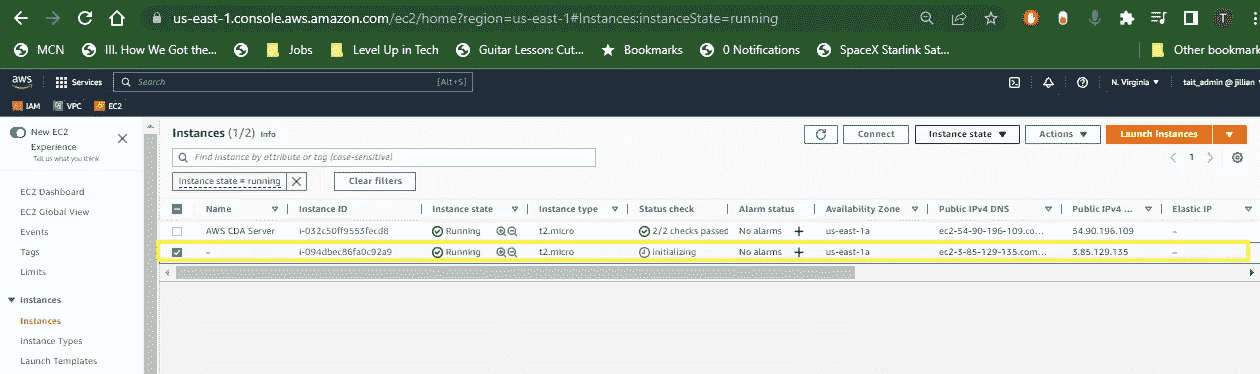 us-east-1.console.aws.amazon.com/ec2/home?region=us-east-1#Instances:instanceState=running
T
MCN III. How We Got the... Jobs Level Up in Tech Guitar Lesson: Cut... Bookmarks 0 Notifications SpaceX Starlink Sat... Other bookmark
aws Services Search [Alt+S] N. Virginia tait_admin @ jillian
IAM VPC EC2
New EC2
Experience
Tell us what you think
Instances (1/2) Info
Connect Instance state Actions Launch instances
Find instance by attribute or tag (case-sensitive)
1
Instance state = running Clear filters
EC2 Dashboard
EC2 Global View
Events
Tags
Limits
Instances
Instances
Instance Types
Launch Templates
Name Instance ID Instance state Instance type Status check Alarm status Availability Zone Public IPv4 DNS Public IPv4 ... Elastic IP
AWS CDA Server i-032c50ff9553fecd8 Running t2.micro 2/2 checks passed No alarms us-east-1a ec2-54-90-196-109.co... 54.90.196.109 –
– i-094dbec86fa0c92a9 Running t2.micro Initializing No alarms us-east-1a ec2-3-85-129-135.com... 3.85.129.135 –